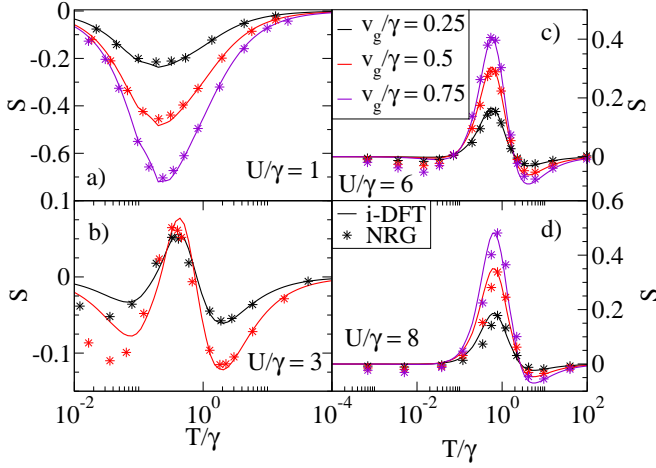 0
-0.2
-0.4
-0.6
S
a)
U/γ = 1
v_g/γ = 0.25
v_g/γ = 0.5
v_g/γ = 0.75
c)
0.4
0.2
0
S
U/γ = 6
0.1
0
-0.1
S
b)
U/γ = 3
10^-2
10^0
T/γ
i-DFT
NRG
d)
0.6
0.4
0.2
0
S
U/γ = 8
10^-4
10^-2
10^0
10^2
T/γ